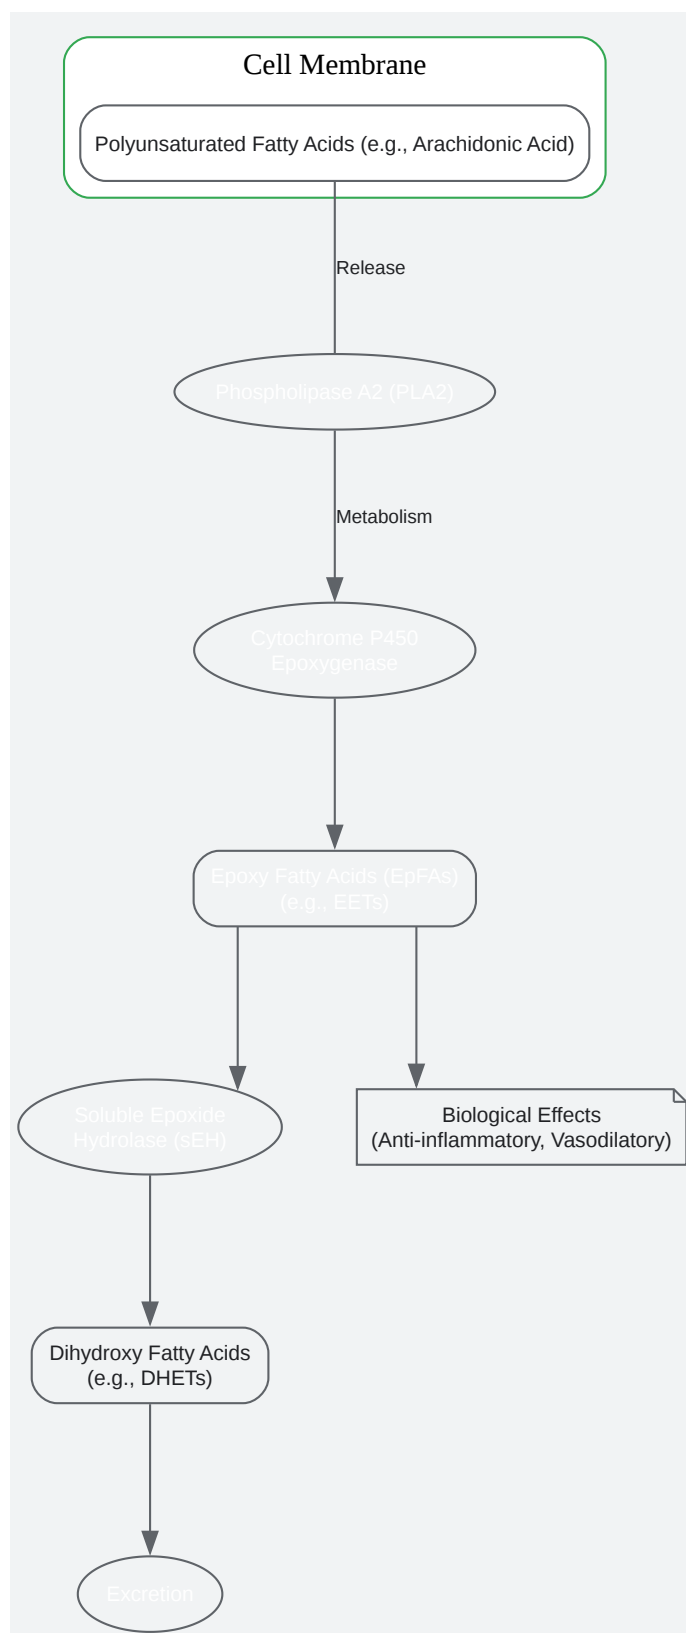 Cell Membrane
Polyunsaturated Fatty Acids (e.g., Arachidonic Acid)
Release
Phospholipase A2 (PLA2)
Metabolism
Cytochrome P450
Epoxygenase
Epoxy Fatty Acids (EpFAs)
(e.g., EETs)
Soluble Epoxide
Hydrolase (sEH)
Biological Effects
(Anti-inflammatory, Vasodilatory)
Dihydroxy Fatty Acids
(e.g., DHETs)
Excretion